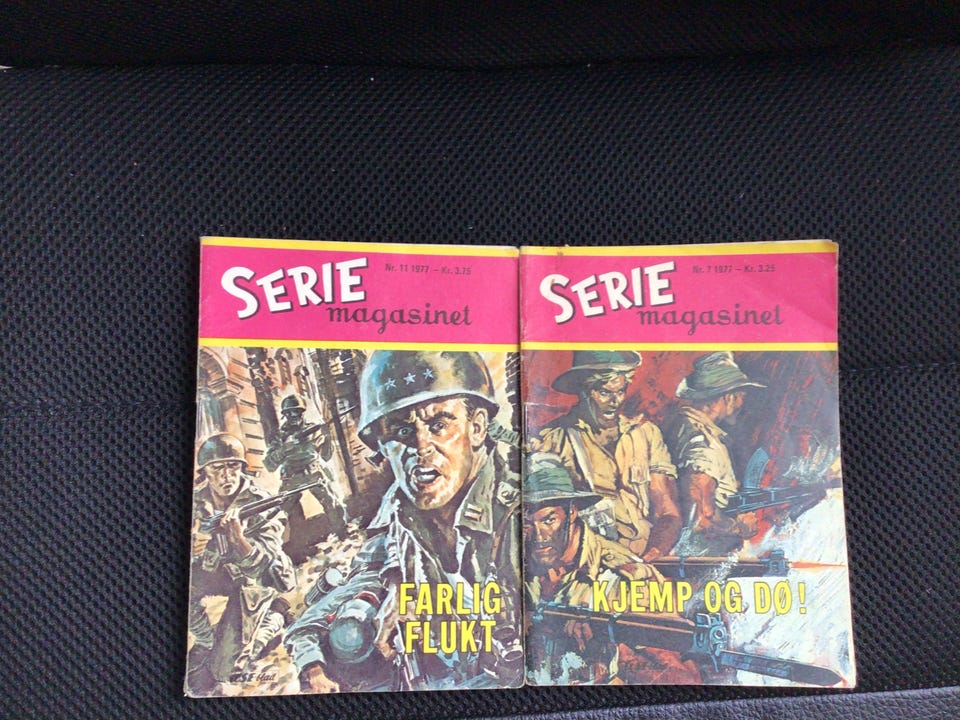 SERIE
magasinet
Nr. 11 1977 – Kr. 3.75
FARLIG
FLUKT
SERIE
magasinet
Nr. 7 1977 – Kr. 3.25
KJEMP OG DØ!